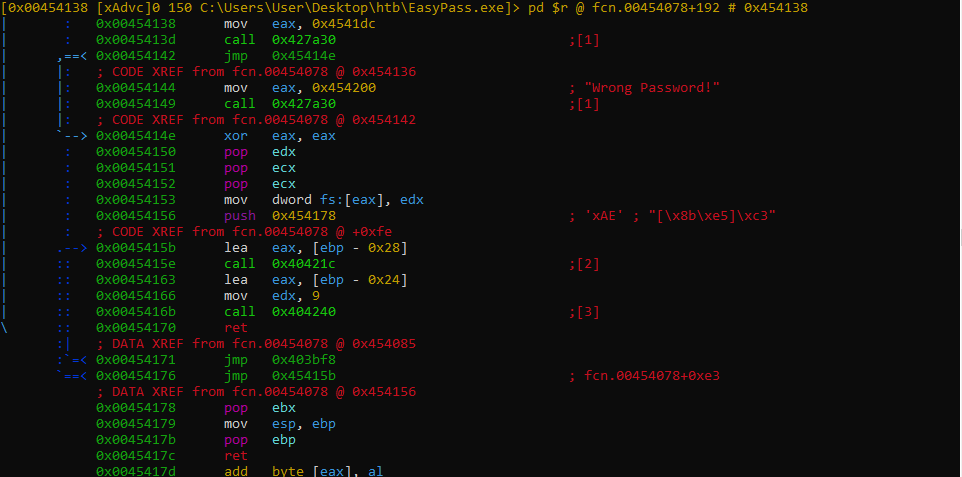 [0x00454138 [xAdvc]0 150 C:\Users\User\Desktop\htb\EasyPass.exe]> pd $r @ fcn.00454078+192 # 0x454138
|       :   0x00454138      mov   eax, 0x4541dc
|       :   0x0045413d      call  0x427a30                       ;[1]
|      ,==< 0x00454142      jmp   0x45414e
|      |:   ; CODE XREF from fcn.00454078 @ 0x454136
|      |:   0x00454144      mov   eax, 0x454200                  ; "Wrong Password!"
|      |:   0x00454149      call  0x427a30                       ;[1]
|      |:   ; CODE XREF from fcn.00454078 @ 0x454142
|      `--> 0x0045414e      xor   eax, eax
|       :   0x00454150      pop   edx
|       :   0x00454151      pop   ecx
|       :   0x00454152      pop   ecx
|       :   0x00454153      mov   dword fs:[eax], edx
|       :   0x00454156      push  0x454178                       ; 'xAE' ; "[\x8b\xe5]\xc3"
|       :   ; CODE XREF from fcn.00454078 @ +0xfe
|      .--> 0x0045415b      lea   eax, [ebp - 0x28]
|      ::   0x0045415e      call  0x40421c                       ;[2]
|      ::   0x00454163      lea   eax, [ebp - 0x24]
|      ::   0x00454166      mov   edx, 9
|      ::   0x0045416b      call  0x404240                       ;[3]
\      ::   0x00454170      ret
       :|   ; DATA XREF from fcn.00454078 @ 0x454085
       :`=< 0x00454171      jmp   0x403bf8
       `==< 0x00454176      jmp   0x45415b                       ; fcn.00454078+0xe3
            ; DATA XREF from fcn.00454078 @ 0x454156
            0x00454178      pop   ebx
            0x00454179      mov   esp, ebp
            0x0045417b      pop   ebp
            0x0045417c      ret
            0x0045417d      add   byte [eax], al